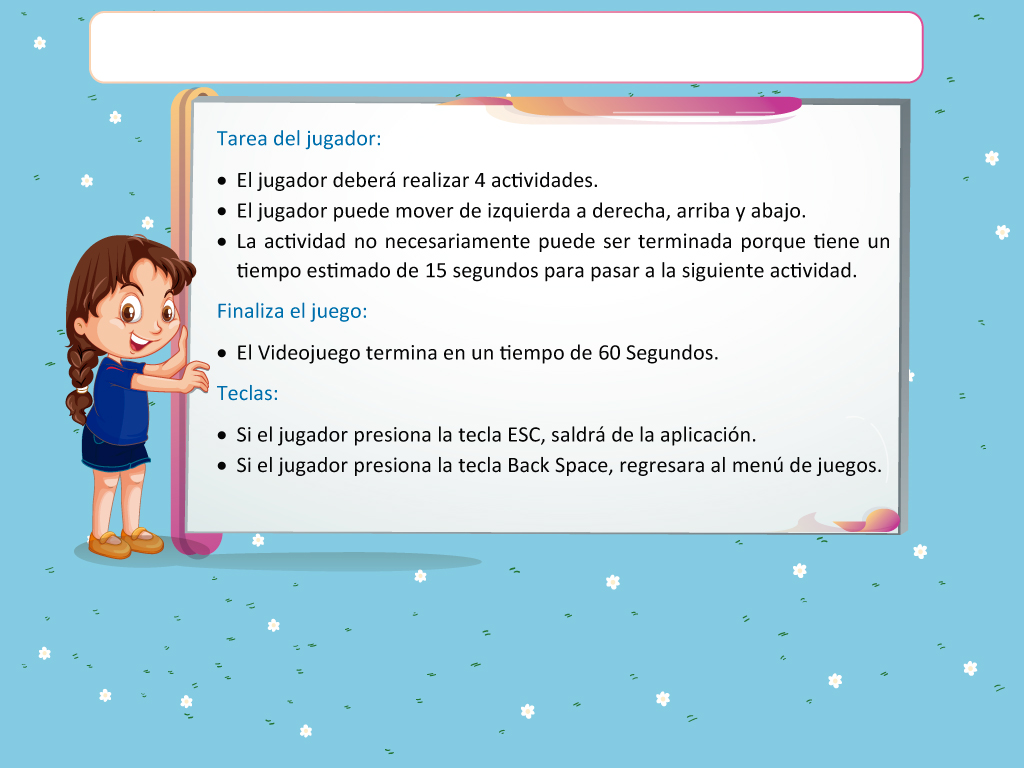 Tarea del jugador:
• El jugador deberá realizar 4 actividades.
• El jugador puede mover de izquierda a derecha, arriba y abajo.
• La actividad no necesariamente puede ser terminada porque tiene un
tiempo estimado de 15 segundos para pasar a la siguiente actividad.
Finaliza el juego:
• El Videojuego termina en un tiempo de 60 Segundos.
Teclas:
• Si el jugador presiona la tecla ESC, saldrá de la aplicación.
• Si el jugador presiona la tecla Back Space, regresara al menú de juegos.